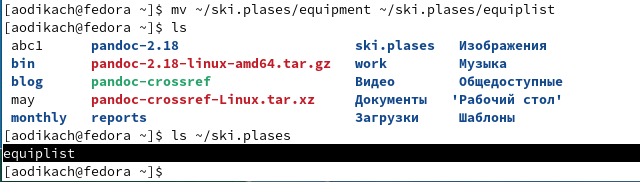 [aodikach@fedora ~]$ mv ~/ski.plases/equipment ~/ski.plases/equiplist
[aodikach@fedora ~]$ ls
abc1 pandoc-2.18 ski.plases Изображения
bin pandoc-2.18-linux-amd64.tar.gz work Музыка
blog pandoc-crossref Видео Общедоступные
may pandoc-crossref-Linux.tar.xz Документы 'Рабочий стол'
monthly reports Загрузки Шаблоны
[aodikach@fedora ~]$ ls ~/ski.plases
equiplist
[aodikach@fedora ~]$